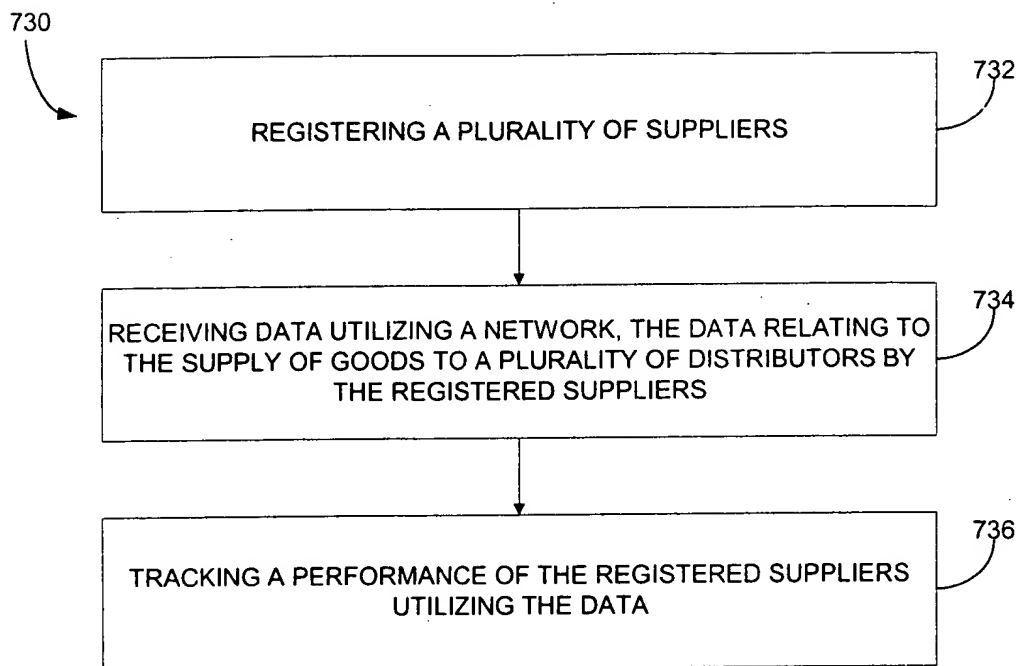 730
732
REGISTERING A PLURALITY OF SUPPLIERS
734
RECEIVING DATA UTILIZING A NETWORK, THE DATA RELATING TO
THE SUPPLY OF GOODS TO A PLURALITY OF DISTRIBUTORS BY
THE REGISTERED SUPPLIERS
736
TRACKING A PERFORMANCE OF THE REGISTERED SUPPLIERS
UTILIZING THE DATA